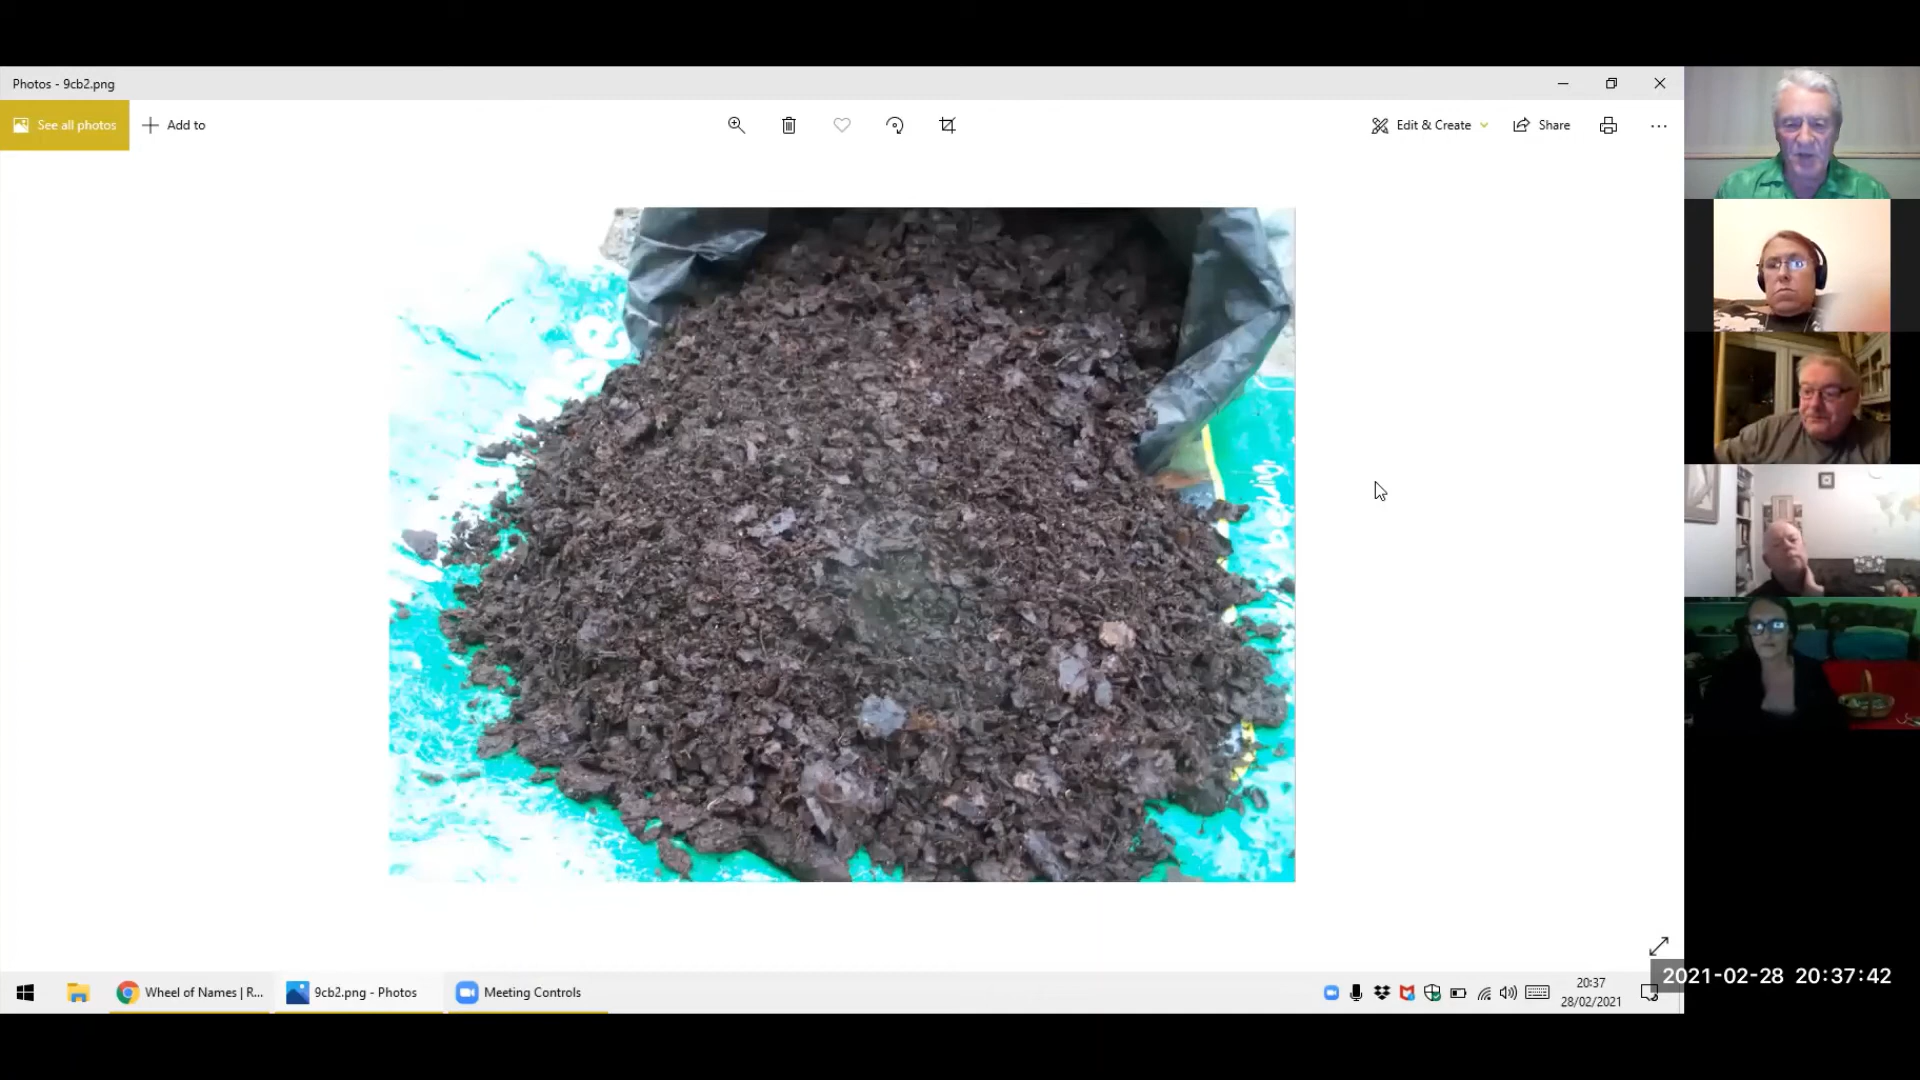 Photos - 9cb2.png
See all photos
Add to
Edit & Create
Share
Wheel of Names | R...
9cb2.png - Photos
Meeting Controls
20:37
28/02/2021
2021-02-28 20:37:42